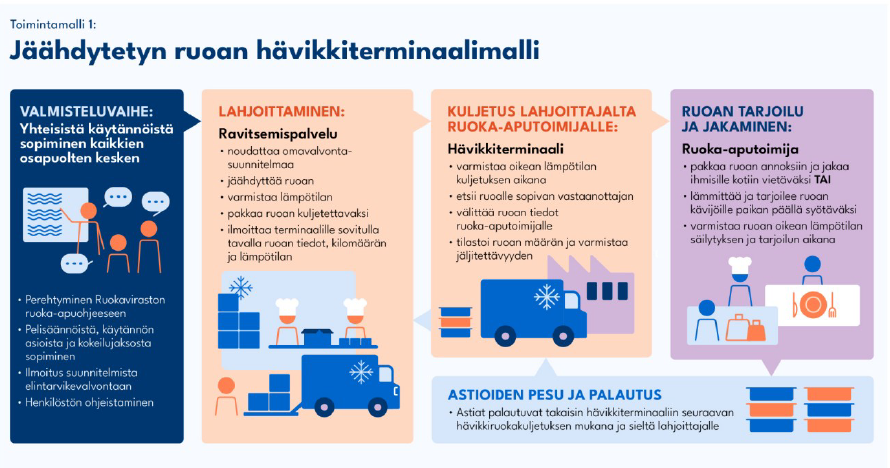 Toimintamalli 1:
Jäähdytetyn ruoan hävikkiterminaalimalli
VALMISTELUVAIHE:
Yhteisistä käytännöistä
sopiminen kaikkien
osapuolten kesken
• Perehtyminen Ruokaviraston
ruoka-apuohjeeseen
• Pelisäännöistä, käytännön
asioista ja kokeilujaksosta
sopiminen
• Ilmoitus suunnitelmista
elintarvikevalvontaan
• Henkilöstön ohjeistaminen
LAHJOITTAMINEN:
Ravitsemispalvelu
• noudattaa omavalvonta-
suunnitelmaa
• jäähdyttää ruoan
• varmistaa lämpötilan
• pakkaa ruoan kuljetettavaksi
• ilmoittaa terminaalille sovitulla
tavalla ruoan tiedot, kilomäärän
ja lämpötilan
KULJETUS LAHJOITTAJALTA
RUOKA-APUTOIMIJALLE:
Hävikkiterminaali
• varmistaa oikean lämpötilan
kuljetuksen aikana
• etsii ruoalle sopivan vastaanottajan
• välittää ruoan tiedot
ruoka-aputoimijalle
• tilastoi ruoan määrän ja varmistaa
jäljitettävyyden
RUOAN TARJOILU
JA JAKAMINEN:
Ruoka-aputoimija
• pakkaa ruoan annoksiin ja jakaa
ihmisille kotiin vietäväksi TAI
• lämmittää ja tarjoilee ruoan
kävijöille paikan päällä syötäväksi
• varmistaa ruoan oikean lämpötilan
säilytyksen ja tarjoilun aikana
ASTIOIDEN PESU JA PALAUTUS
• Astiat palautuvat takaisin hävikkiterminaaliin seuraavan
hävikkiruokakuljetuksen mukana ja sieltä lahjoittajalle